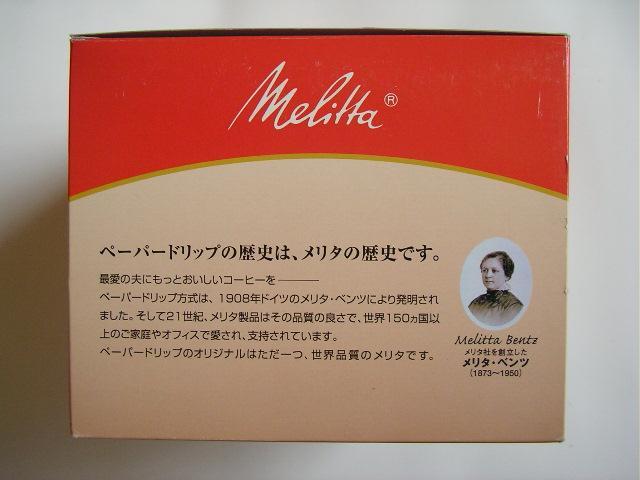 Melitta®
ペーパードリップの歴史は、メリタの歴史です。
最愛の夫にもっとおいしいコーヒーを────
ペーパードリップ方式は、1908年ドイツのメリタ・ベンツにより発明され
ました。そして21世紀、メリタ製品はその品質の良さで、世界150ヵ国以
上のご家庭やオフィスで愛され、支持されています。
ペーパードリップのオリジナルはただ一つ、世界品質のメリタです。
Melitta Bentz
メリタ社を創立した
メリタ・ベンツ
(1873〜1950)